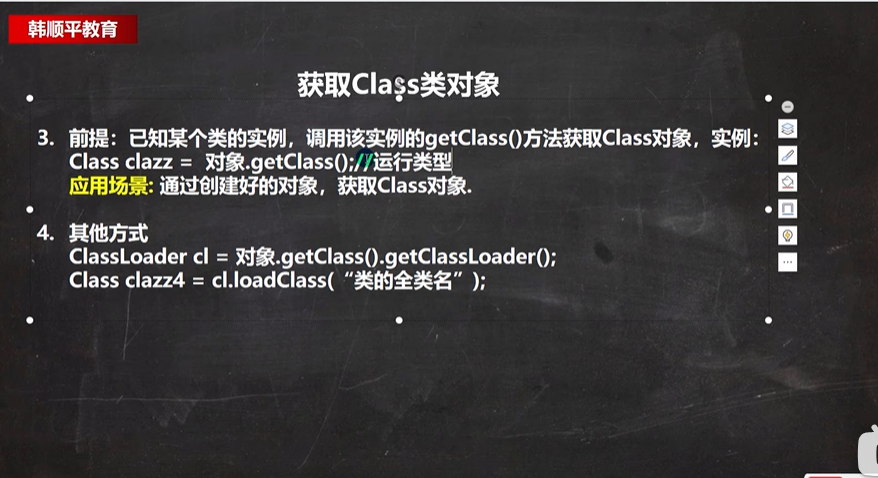 韩顺平教育
获取Class类对象
3. 前提：已知某个类的实例，调用该实例的getClass()方法获取Class对象，实例：
Class clazz = 对象.getClass();//运行类型
应用场景: 通过创建好的对象，获取Class对象.
4. 其他方式
ClassLoader cl = 对象.getClass().getClassLoader();
Class clazz4 = cl.loadClass(“类的全类名”);